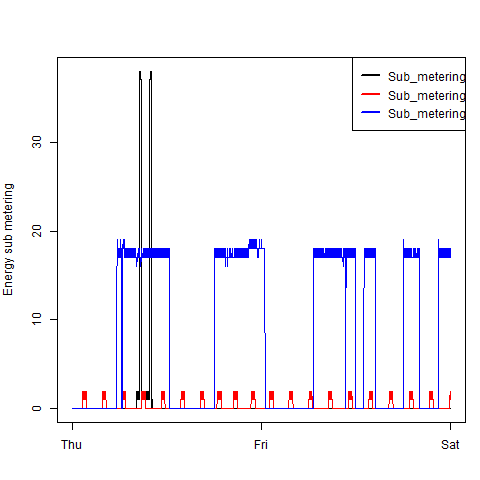 Sub_metering
Sub_metering
Sub_metering
Energy sub metering
30
20
10
0
Thu Fri Sat